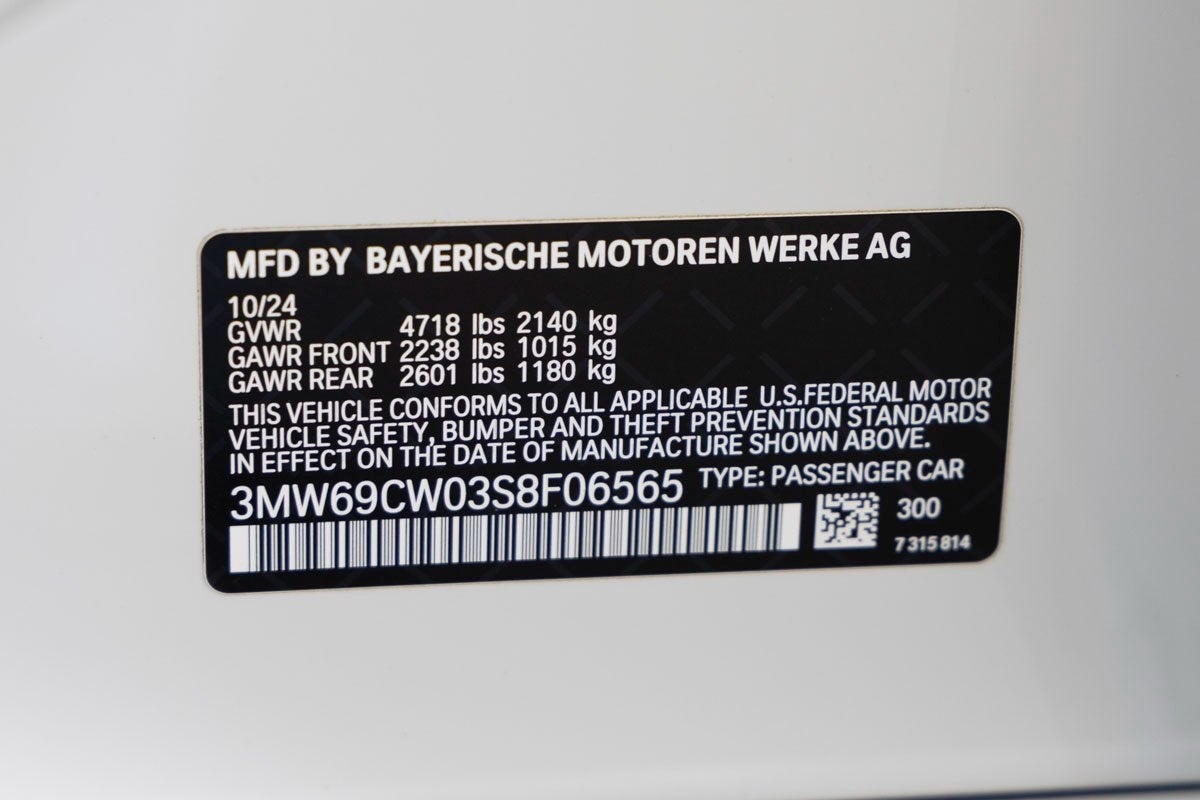 MFD BY BAYERISCHE MOTOREN WERKE AG
10/24
GVWR 4718 lbs 2140 kg
GAWR FRONT 2238 lbs 1015 kg
GAWR REAR 2601 lbs 1180 kg
THIS VEHICLE CONFORMS TO ALL APPLICABLE U.S.FEDERAL MOTOR
VEHICLE SAFETY, BUMPER AND THEFT PREVENTION STANDARDS
IN EFFECT ON THE DATE OF MANUFACTURE SHOWN ABOVE.
3MW69CW03S8F06565 TYPE: PASSENGER CAR
300
7 315 814